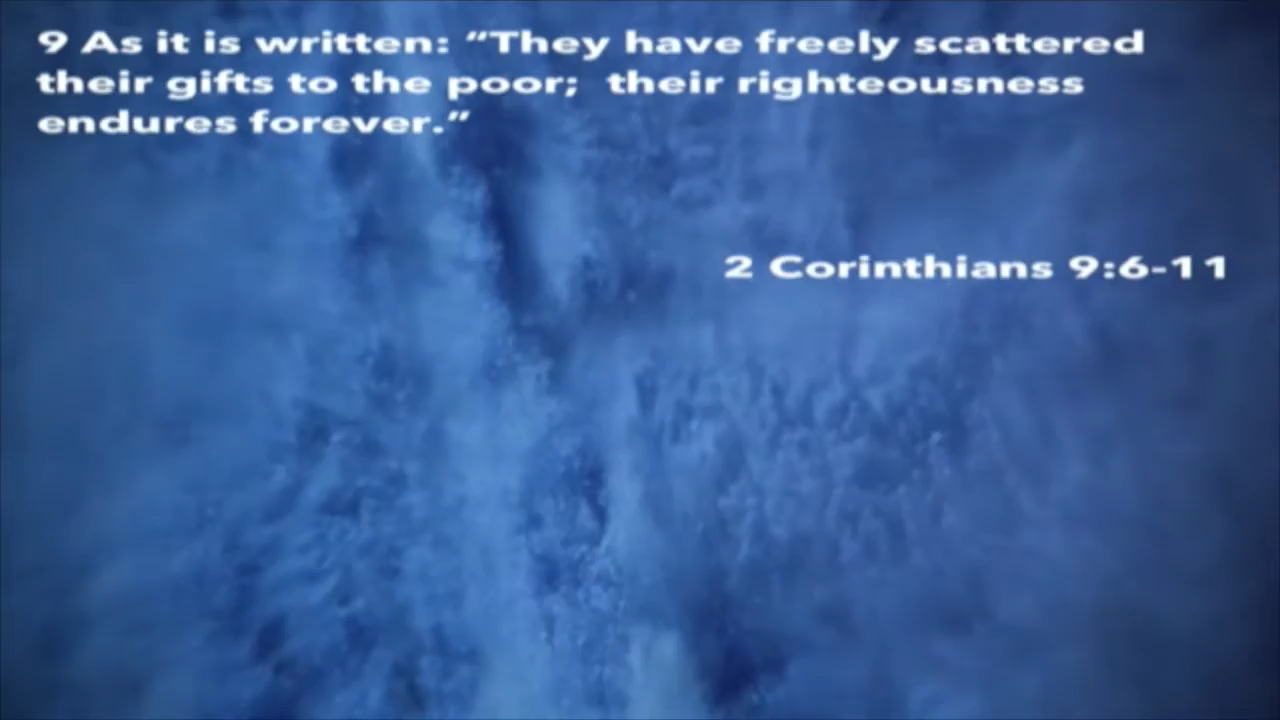 9 As it is written: “They have freely scattered
their gifts to the poor;  their righteousness
endures forever.”
2 Corinthians 9:6-11